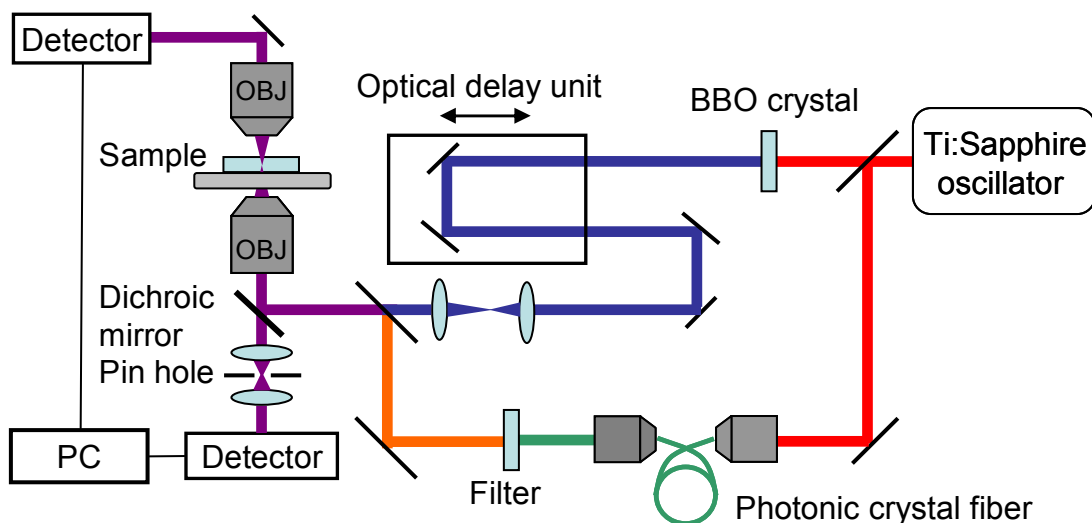 Detector
OBJ
Sample
OBJ
Dichroic
mirror
Pin hole
PC
Detector
Optical delay unit
BBO crystal
Ti:Sapphire
oscillator
Filter
Photonic crystal fiber